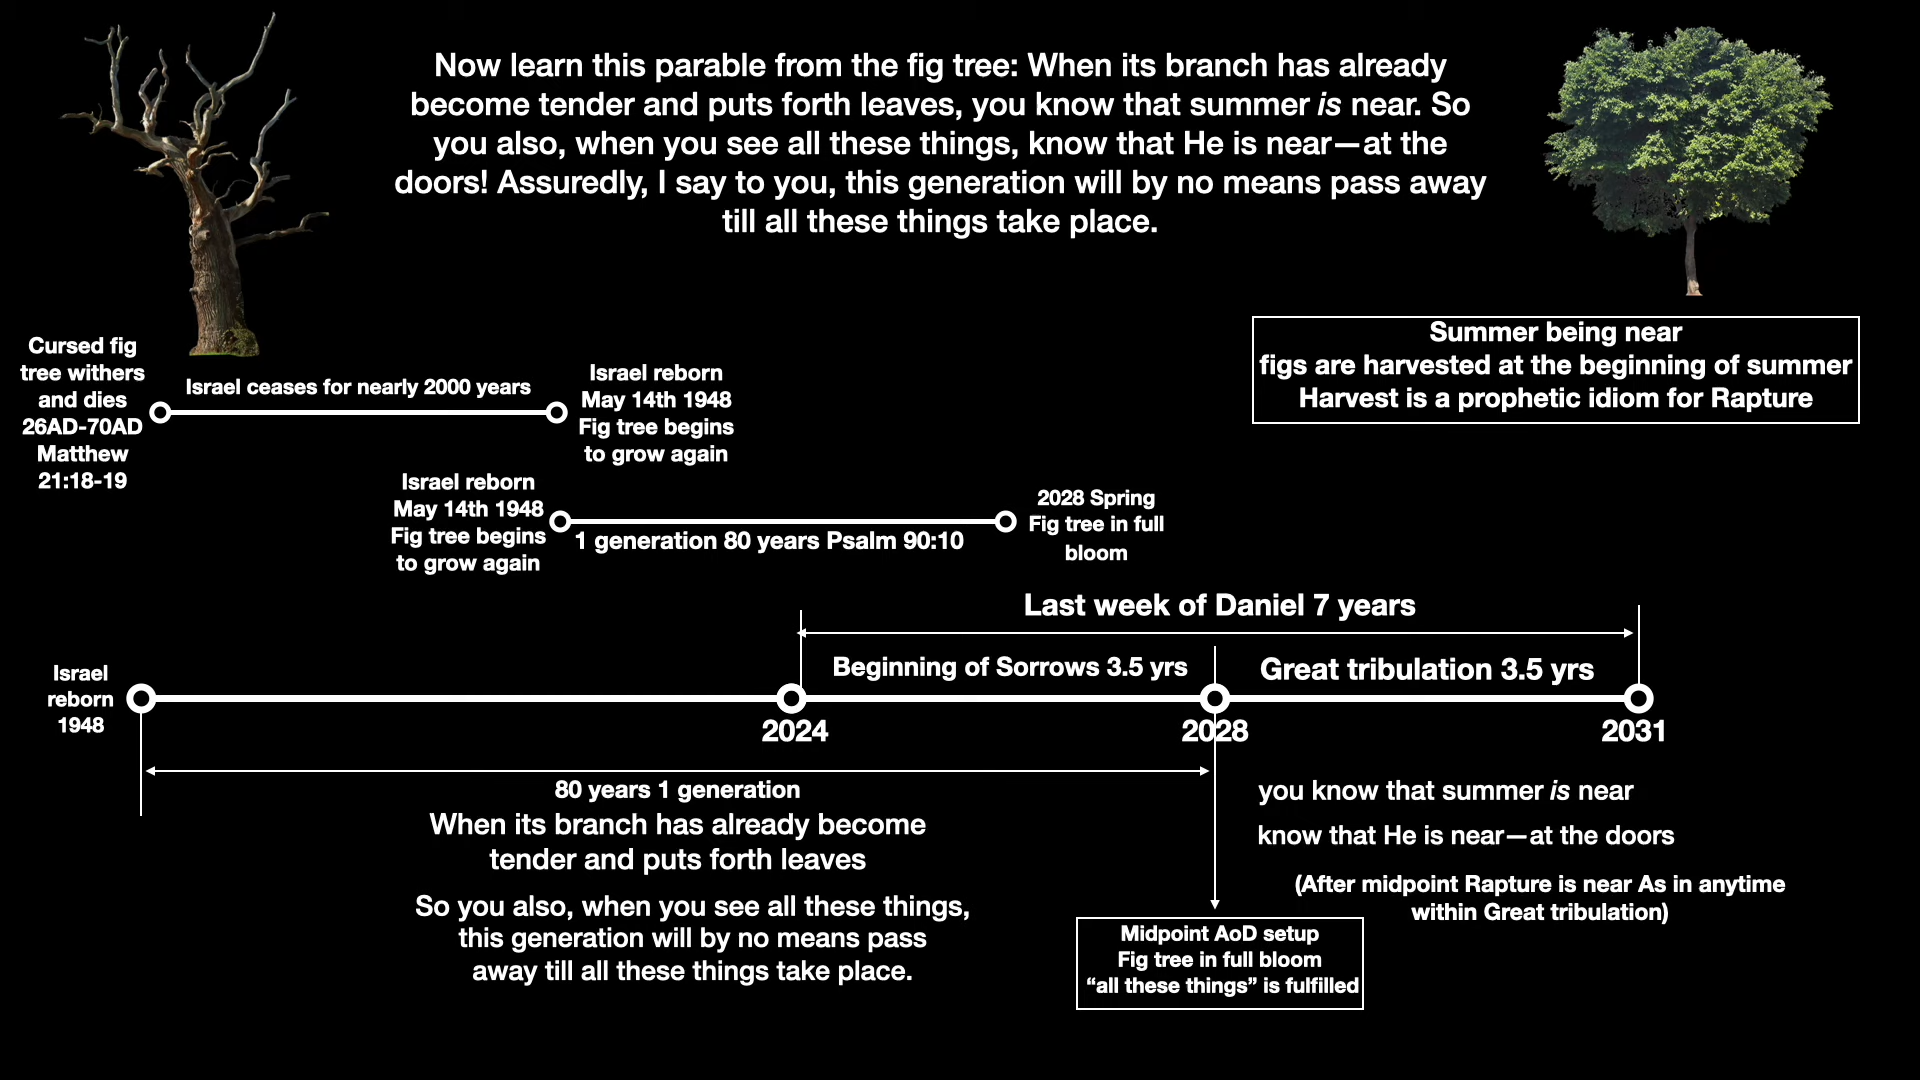 Now learn this parable from the fig tree: When its branch has already
become tender and puts forth leaves, you know that summer is near. So
you also, when you see all these things, know that He is near—at the
doors! Assuredly, I say to you, this generation will by no means pass away
till all these things take place.
Summer being near
figs are harvested at the beginning of summer
Harvest is a prophetic idiom for Rapture
Cursed fig
tree withers
and dies
26AD-70AD
Matthew
21:18-19
Israel ceases for nearly 2000 years
Israel reborn
May 14th 1948
Fig tree begins
to grow again
Israel reborn
May 14th 1948
Fig tree begins
to grow again
1 generation 80 years Psalm 90:10
2028 Spring
Fig tree in full
bloom
Last week of Daniel 7 years
Beginning of Sorrows 3.5 yrs
Great tribulation 3.5 yrs
Israel
reborn
1948
2024
2028
2031
80 years 1 generation
When its branch has already become
tender and puts forth leaves
So you also, when you see all these things,
this generation will by no means pass
away till all these things take place.
you know that summer is near
know that He is near—at the doors
(After midpoint Rapture is near As in anytime
within Great tribulation)
Midpoint AoD setup
Fig tree in full bloom
“all these things” is fulfilled